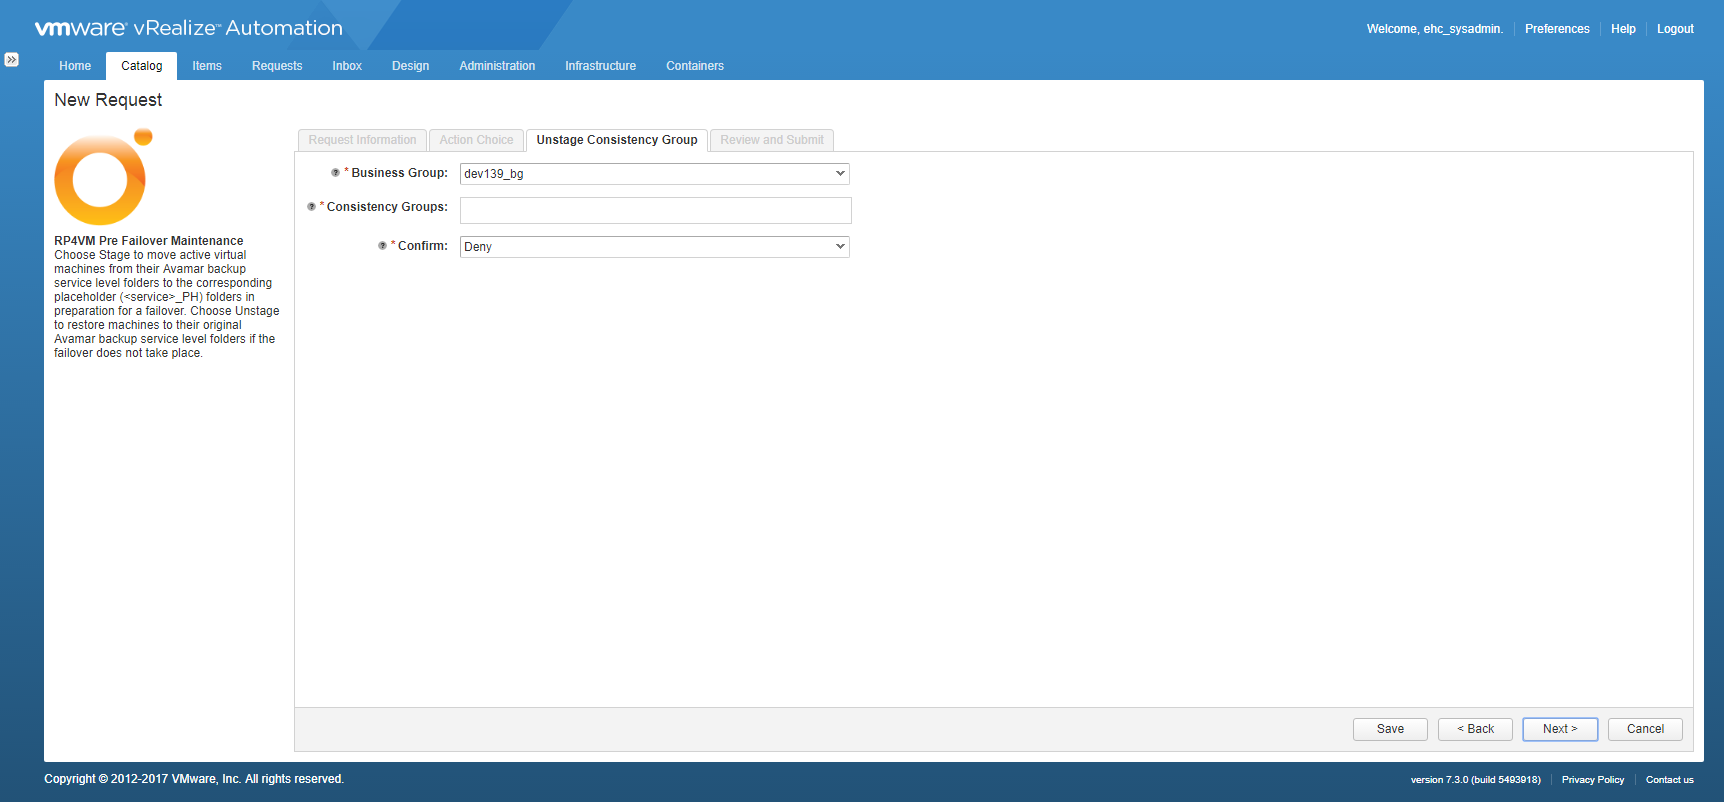 vmware® vRealize™ Automation
Welcome, ehc_sysadmin. Preferences Help Logout
Home Catalog Items Requests Inbox Design Administration Infrastructure Containers
New Request
Request Information Action Choice Unstage Consistency Group Review and Submit
* Business Group: dev139_bg
* Consistency Groups:
* Confirm: Deny
RP4VM Pre Failover Maintenance
Choose Stage to move active virtual
machines from their Avamar backup
service level folders to the corresponding
placeholder (<service>_PH) folders in
preparation for a failover. Choose Unstage
to restore machines to their original
Avamar backup service level folders if the
failover does not take place.
Save < Back Next > Cancel
Copyright © 2012-2017 VMware, Inc. All rights reserved.
version 7.3.0 (build 5493918) Privacy Policy Contact us